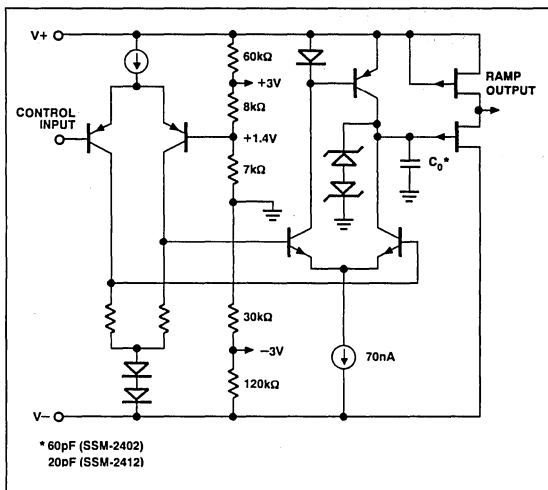 V+
60kΩ
+3V
8kΩ
+1.4V
7kΩ
CONTROL
INPUT
RAMP
OUTPUT
C₀*
30kΩ
−3V
120kΩ
70nA
V−
* 60pF (SSM-2402)
20pF (SSM-2412)